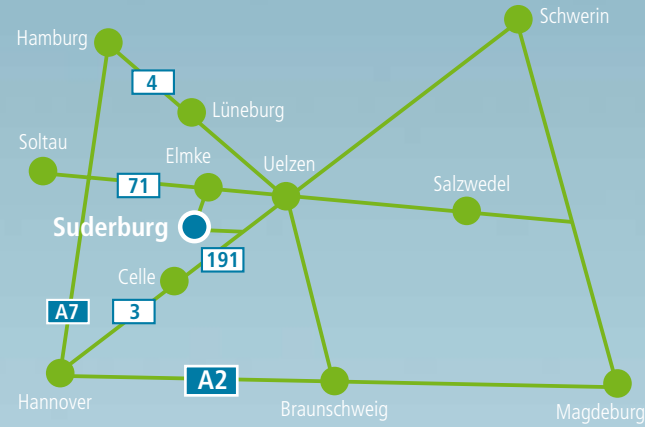 Schwerin
Hamburg
4
Lüneburg
Soltau
Elmke
Uelzen
71
Salzwedel
Suderburg
191
Celle
A7
3
A2
Hannover
Braunschweig
Magdeburg